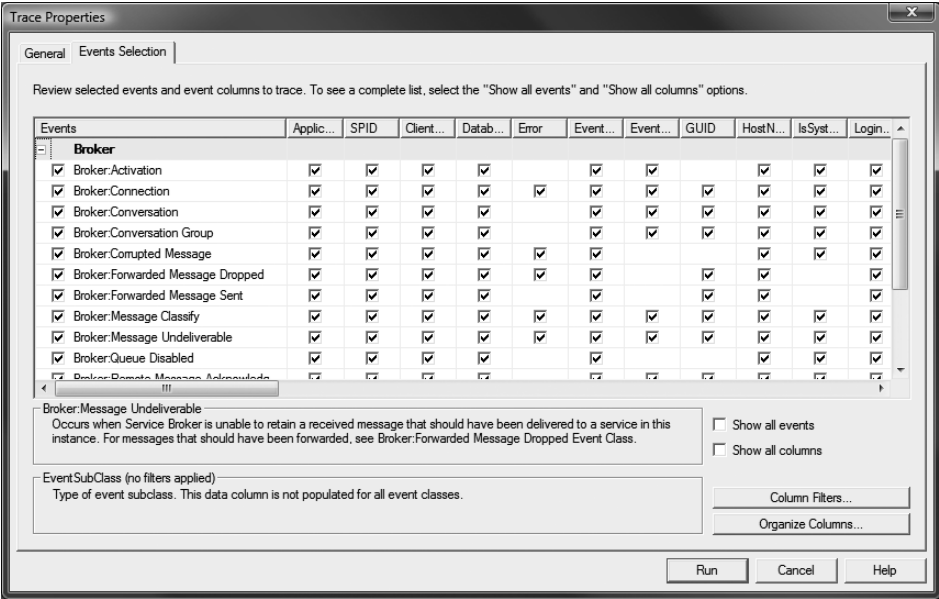 Trace Properties
General Events Selection
Review selected events and event columns to trace. To see a complete list, select the "Show all events" and "Show all columns" options.
Events Applic... SPID Client... Datab... Error Event... Event... GUID HostN... IsSyst... Login...
Broker
Broker:Activation
Broker:Connection
Broker:Conversation
Broker:Conversation Group
Broker:Corrupted Message
Broker:Forwarded Message Dropped
Broker:Forwarded Message Sent
Broker:Message Classify
Broker:Message Undeliverable
Broker:Queue Disabled
Broker:Remote Message Acknowledg
Broker:Message Undeliverable
Occurs when Service Broker is unable to retain a received message that should have been delivered to a service in this
instance. For messages that should have been forwarded, see Broker:Forwarded Message Dropped Event Class.
Show all events
Show all columns
EventSubClass (no filters applied)
Type of event subclass. This data column is not populated for all event classes.
Column Filters...
Organize Columns...
Run Cancel Help